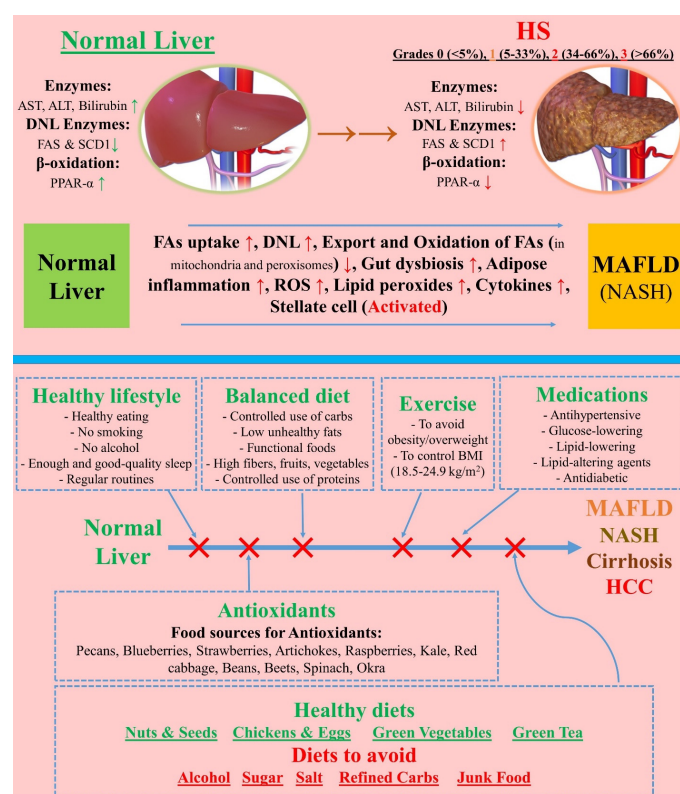 Normal Liver
Enzymes:
AST, ALT, Bilirubin ↑
DNL Enzymes:
FAS & SCD1↓
β-oxidation:
PPAR-α ↑
HS
Grades 0 (<5%), 1 (5-33%), 2 (34-66%), 3 (>66%)
Enzymes:
AST, ALT, Bilirubin ↓
DNL Enzymes:
FAS & SCD1 ↑
β-oxidation:
PPAR-α ↓
Normal
Liver
FAs uptake ↑, DNL ↑, Export and Oxidation of FAs (in
mitochondria and peroxisomes) ↓, Gut dysbiosis ↑, Adipose
inflammation ↑, ROS ↑, Lipid peroxides ↑, Cytokines ↑,
Stellate cell (Activated)
MAFLD
(NASH)
Healthy lifestyle
- Healthy eating
- No smoking
- No alcohol
- Enough and good-quality sleep
- Regular routines
Balanced diet
- Controlled use of carbs
- Low unhealthy fats
- Functional foods
- High fibers, fruits, vegetables
- Controlled use of proteins
Exercise
- To avoid
obesity/overweight
- To control BMI
(18.5-24.9 kg/m²)
Medications
- Antihypertensive
- Glucose-lowering
- Lipid-lowering
- Lipid-altering agents
- Antidiabetic
Normal
Liver
MAFLD
NASH
Cirrhosis
HCC
Antioxidants
Food sources for Antioxidants:
Pecans, Blueberries, Strawberries, Artichokes, Raspberries, Kale, Red
cabbage, Beans, Beets, Spinach, Okra
Healthy diets
Nuts & Seeds Chickens & Eggs Green Vegetables Green Tea
Diets to avoid
Alcohol Sugar Salt Refined Carbs Junk Food